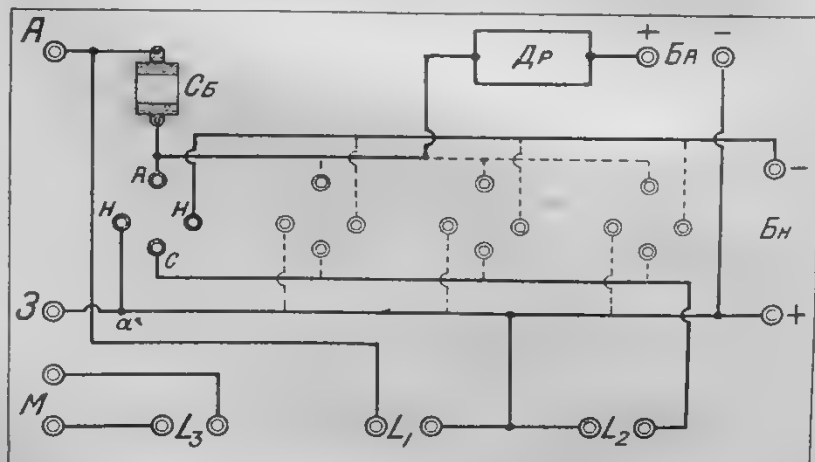 А
+
Ба
-
Др
Сб
А
-
Н
Н
Бн
С
З
а
+
М
L3
L1
L2